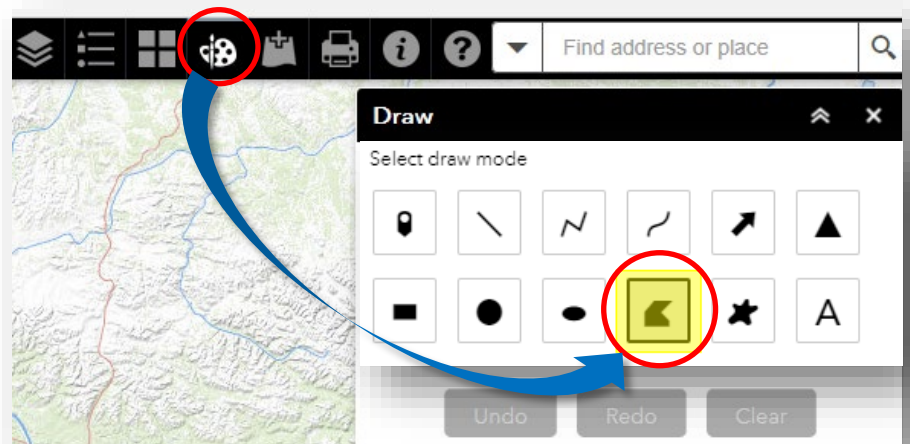 Find address or place
Draw
Select draw mode
A
Undo Redo Clear